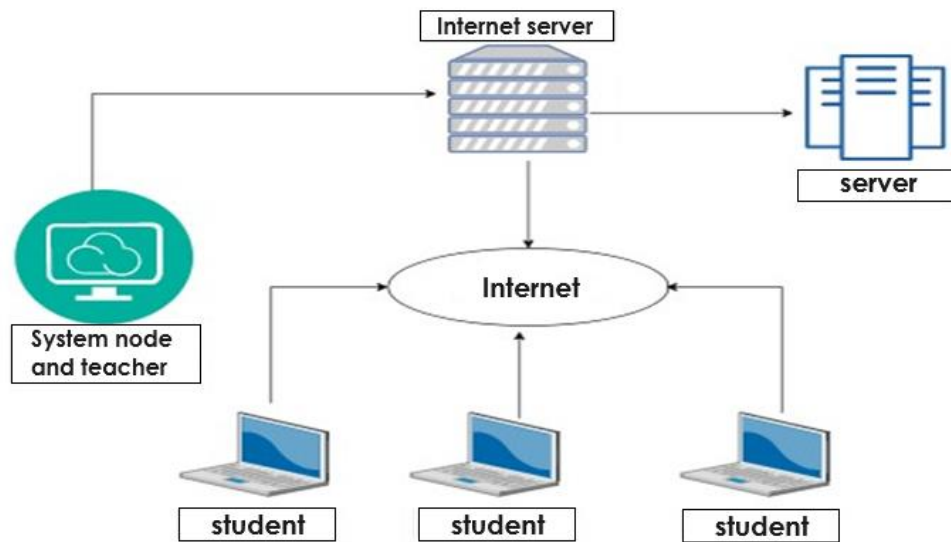 Internet server
server
Internet
System node
and teacher
student
student
student